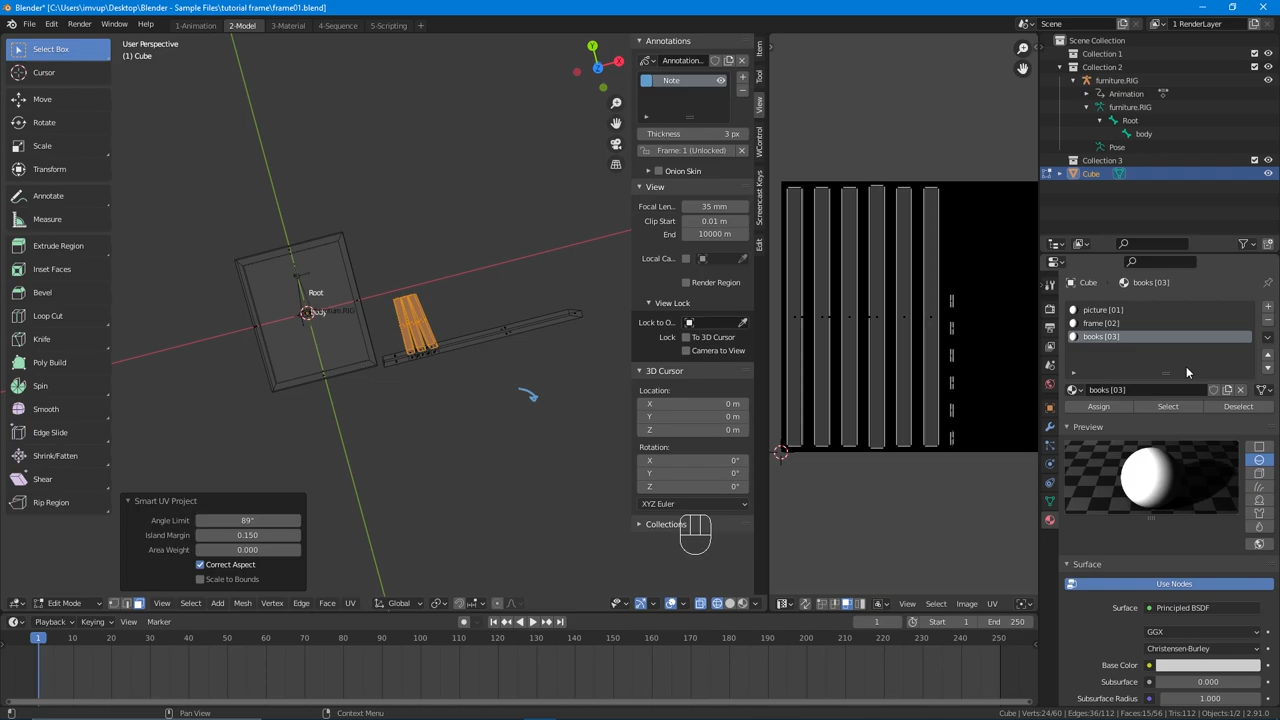 Blender* [C:\Users\imvup\Desktop\Blender - Sample Files\tutorial frame\frame01.blend]
File Edit Render Window Help
1-Animation 2-Model 3-Material 4-Sequence 5-Scripting
Scene
1 RenderLayer
Select Box
Cursor
Move
Rotate
Scale
Transform
Annotate
Measure
Extrude Region
Inset Faces
Bevel
Loop Cut
Knife
Poly Build
Spin
Smooth
Edge Slide
Shrink/Fatten
Shear
Rip Region
User Perspective
(1) Cube
Y
X
Z
Root
body
furniture.RIG
Smart UV Project
Angle Limit 89°
Island Margin 0.150
Area Weight 0.000
Correct Aspect
Scale to Bounds
Annotations
Annotation...
Note
Thickness 3 px
Frame: 1 (Unlocked)
Onion Skin
View
Focal Len... 35 mm
Clip Start 0.01 m
End 10000 m
Local Ca...
Render Region
View Lock
Lock to O...
Lock To 3D Cursor
Camera to View
3D Cursor
Location:
X 0 m
Y 0 m
Z 0 m
Rotation:
X 0°
Y 0°
Z 0°
XYZ Euler
Collections
Item
Tool
View
WControl
Screencast Keys
Edit
Scene Collection
Collection 1
Collection 2
furniture.RIG
Animation
furniture.RIG
Root
body
Pose
Collection 3
Cube
Cube books [03]
picture [01]
frame [02]
books [03]
books [03]
Assign Select Deselect
Preview
Surface
Use Nodes
Surface: Principled BSDF
GGX
Christensen-Burley
Base Color
Subsurface 0.000
Subsurface Radius 1.000
Edit Mode View Select Add Mesh Vertex Edge Face UV Global
View Select Image UV
Playback Keying View Marker
1 Start 1 End 250
1 10 20 30 40 50 60 70 80 90 100 110 120 130 140 150 160 170 180 190 200 210 220 230 240 250
Pan View Context Menu
Cube | Verts:24/60 | Edges:36/112 | Faces:15/56 | Tris:112 | Objects:1/2 | 2.91.0